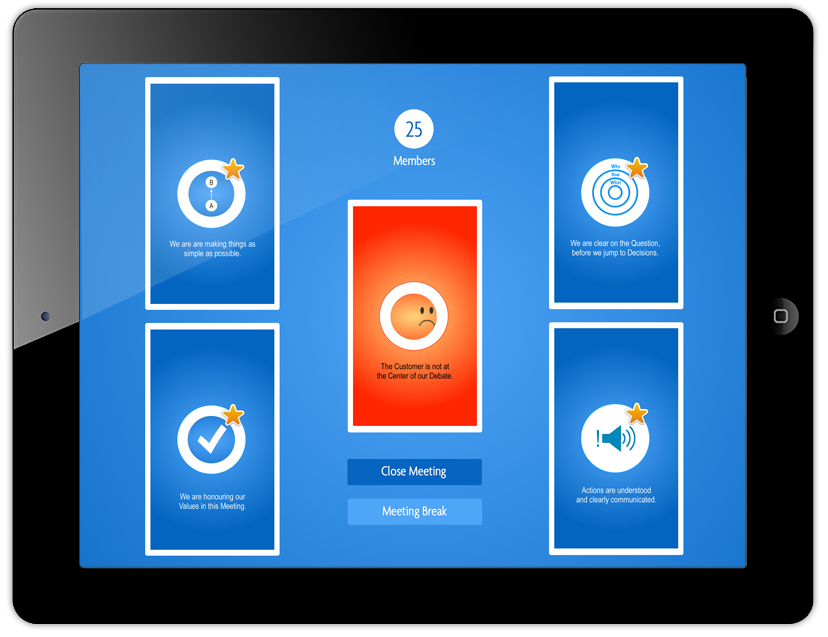 25
Members
B
A
We are are making things as
simple as possible.
Why
How
What
We are clear on the Question,
before we jump to Decisions.
The Customer is not at
the Center of our Debate.
We are honouring our
Values in this Meeting.
!
Actions are understood
and clearly communicated.
Close Meeting
Meeting Break